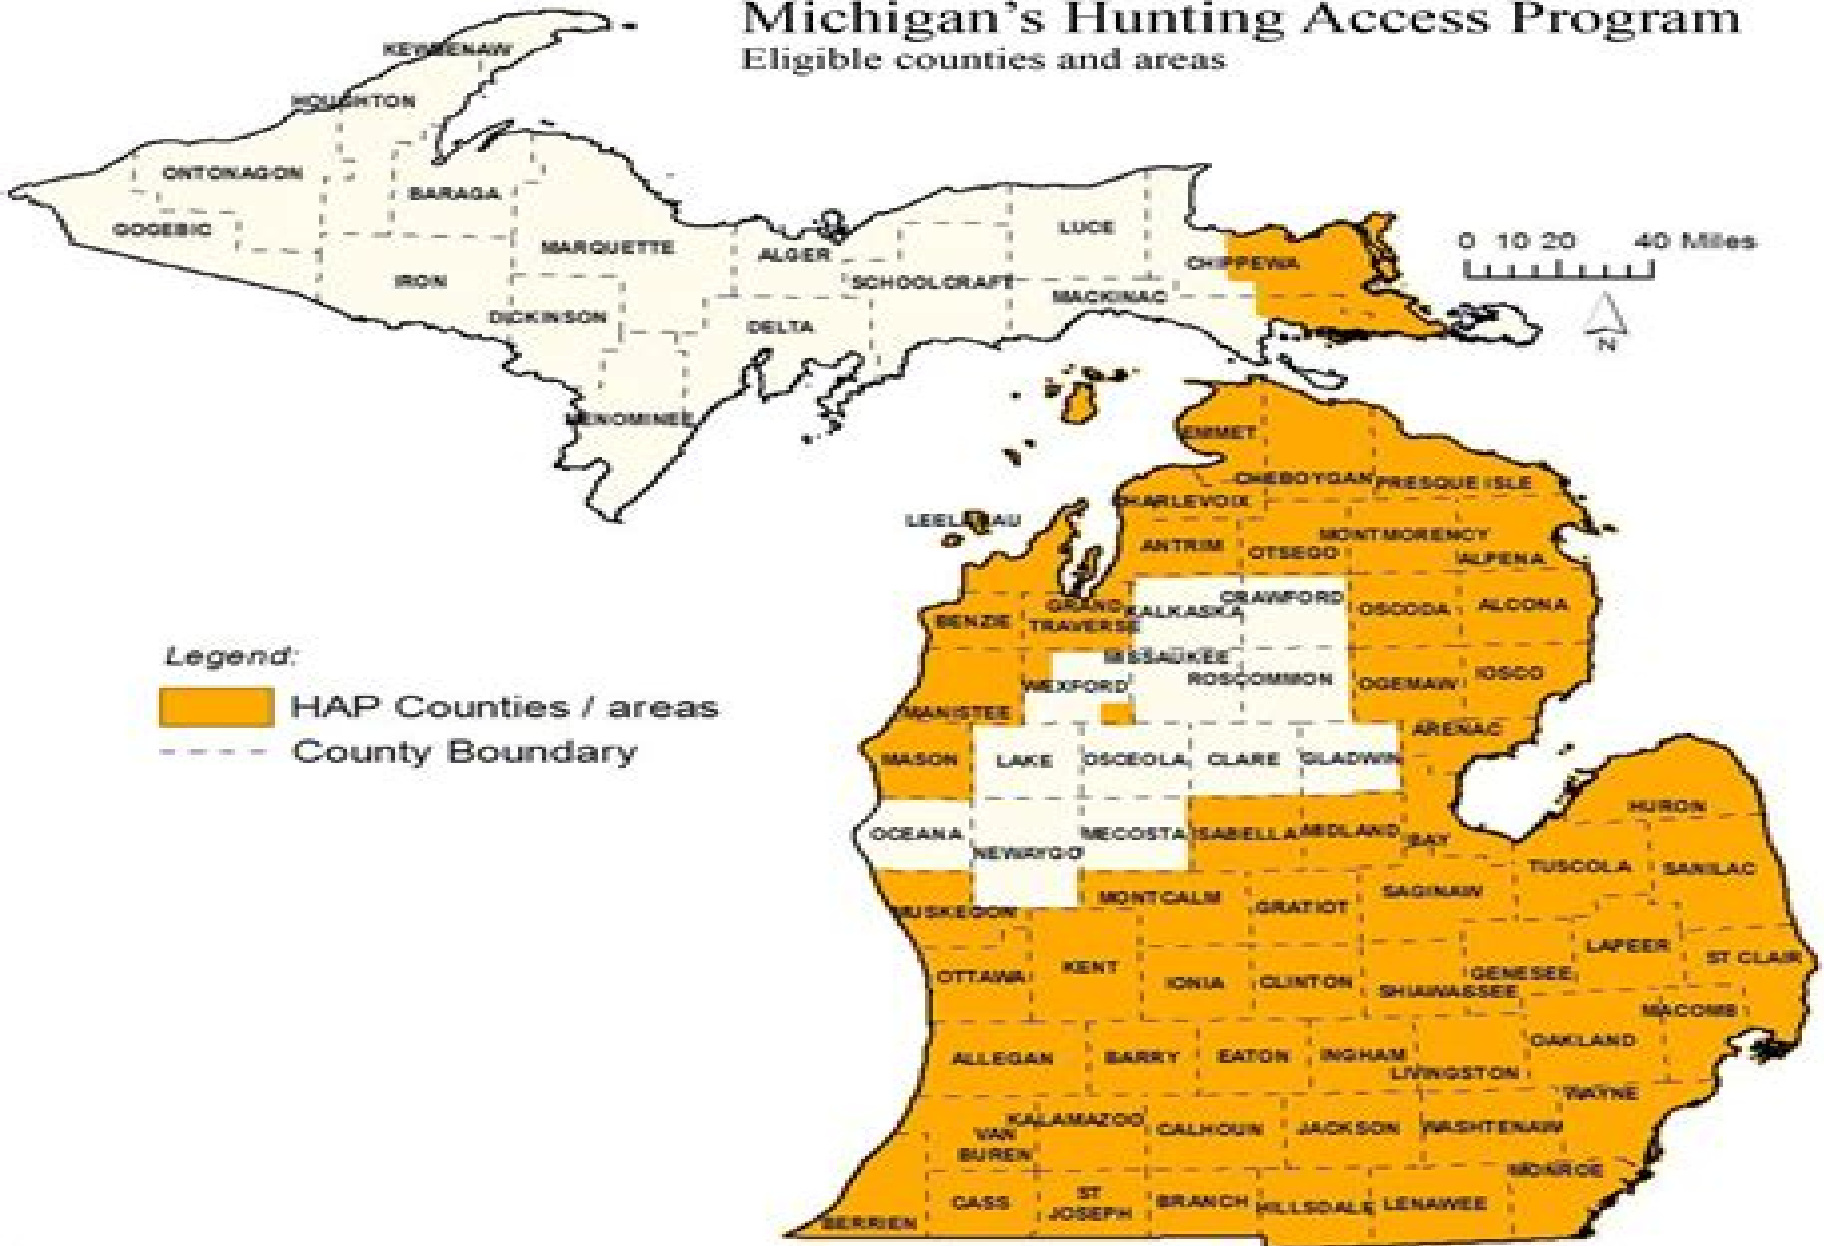 Michigan's Hunting Access Program
Eligible counties and areas
KEWEENAW
HOUGHTON
ONTONAGON
BARAGA
GOGEBIC
MARQUETTE
IRON
DICKINSON
MENOMINEE
ALGER
SCHOOLCRAFT
DELTA
LUCE
MACKINAC
CHIPPEWA
0 10 20 40 Miles
N
EMMET
CHEBOYGAN
PRESQUE ISLE
CHARLEVOIX
LEELANAU
ANTRIM
OTSEGO
MONTMORENCY
ALPENA
BENZIE
GRAND
TRAVERSE
KALKASKA
CRAWFORD
OSCODA
ALCONA
MISSAUKEE
WEXFORD
ROSCOMMON
OGEMAW
IOSCO
MANISTEE
ARENAC
MASON
LAKE
OSCEOLA
CLARE
GLADWIN
OCEANA
NEWAYGO
MECOSTA
ISABELLA
MIDLAND
BAY
HURON
TUSCOLA
SANILAC
MUSKEGON
MONTCALM
GRATIOT
SAGINAW
LAPEER
ST CLAIR
OTTAWA
KENT
IONIA
CLINTON
SHIAWASSEE
GENESEE
MACOMB
ALLEGAN
BARRY
EATON
INGHAM
LIVINGSTON
OAKLAND
WAYNE
VAN
BUREN
KALAMAZOO
CALHOUN
JACKSON
WASHTENAW
MONROE
BERRIEN
CASS
ST
JOSEPH
BRANCH
HILLSDALE
LENAWEE
Legend:
HAP Counties / areas
County Boundary